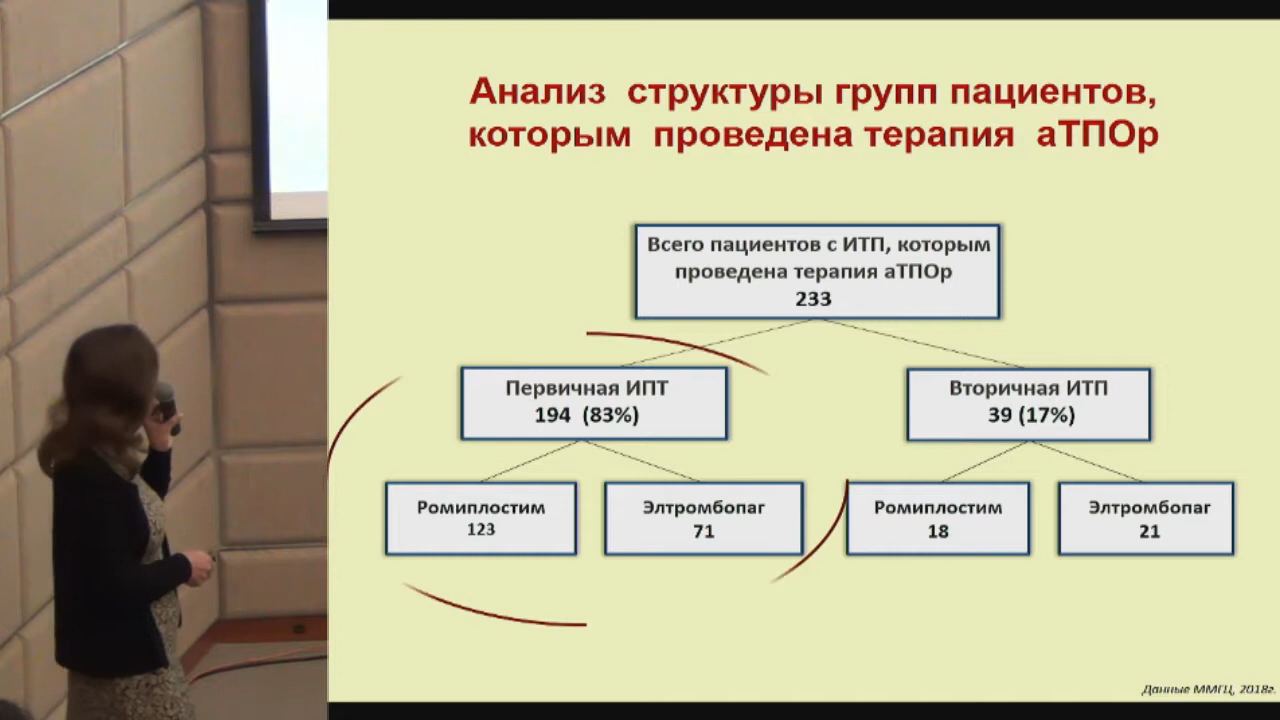 Анализ структуры групп пациентов,
которым проведена терапия аТПОр
Всего пациентов с ИТП, которым
проведена терапия аТПОр
233
Первичная ИПТ
194 (83%)
Вторичная ИТП
39 (17%)
Ромиплостим
123
Элтромбопаг
71
Ромиплостим
18
Элтромбопаг
21
Данные ММГЦ, 2018г.